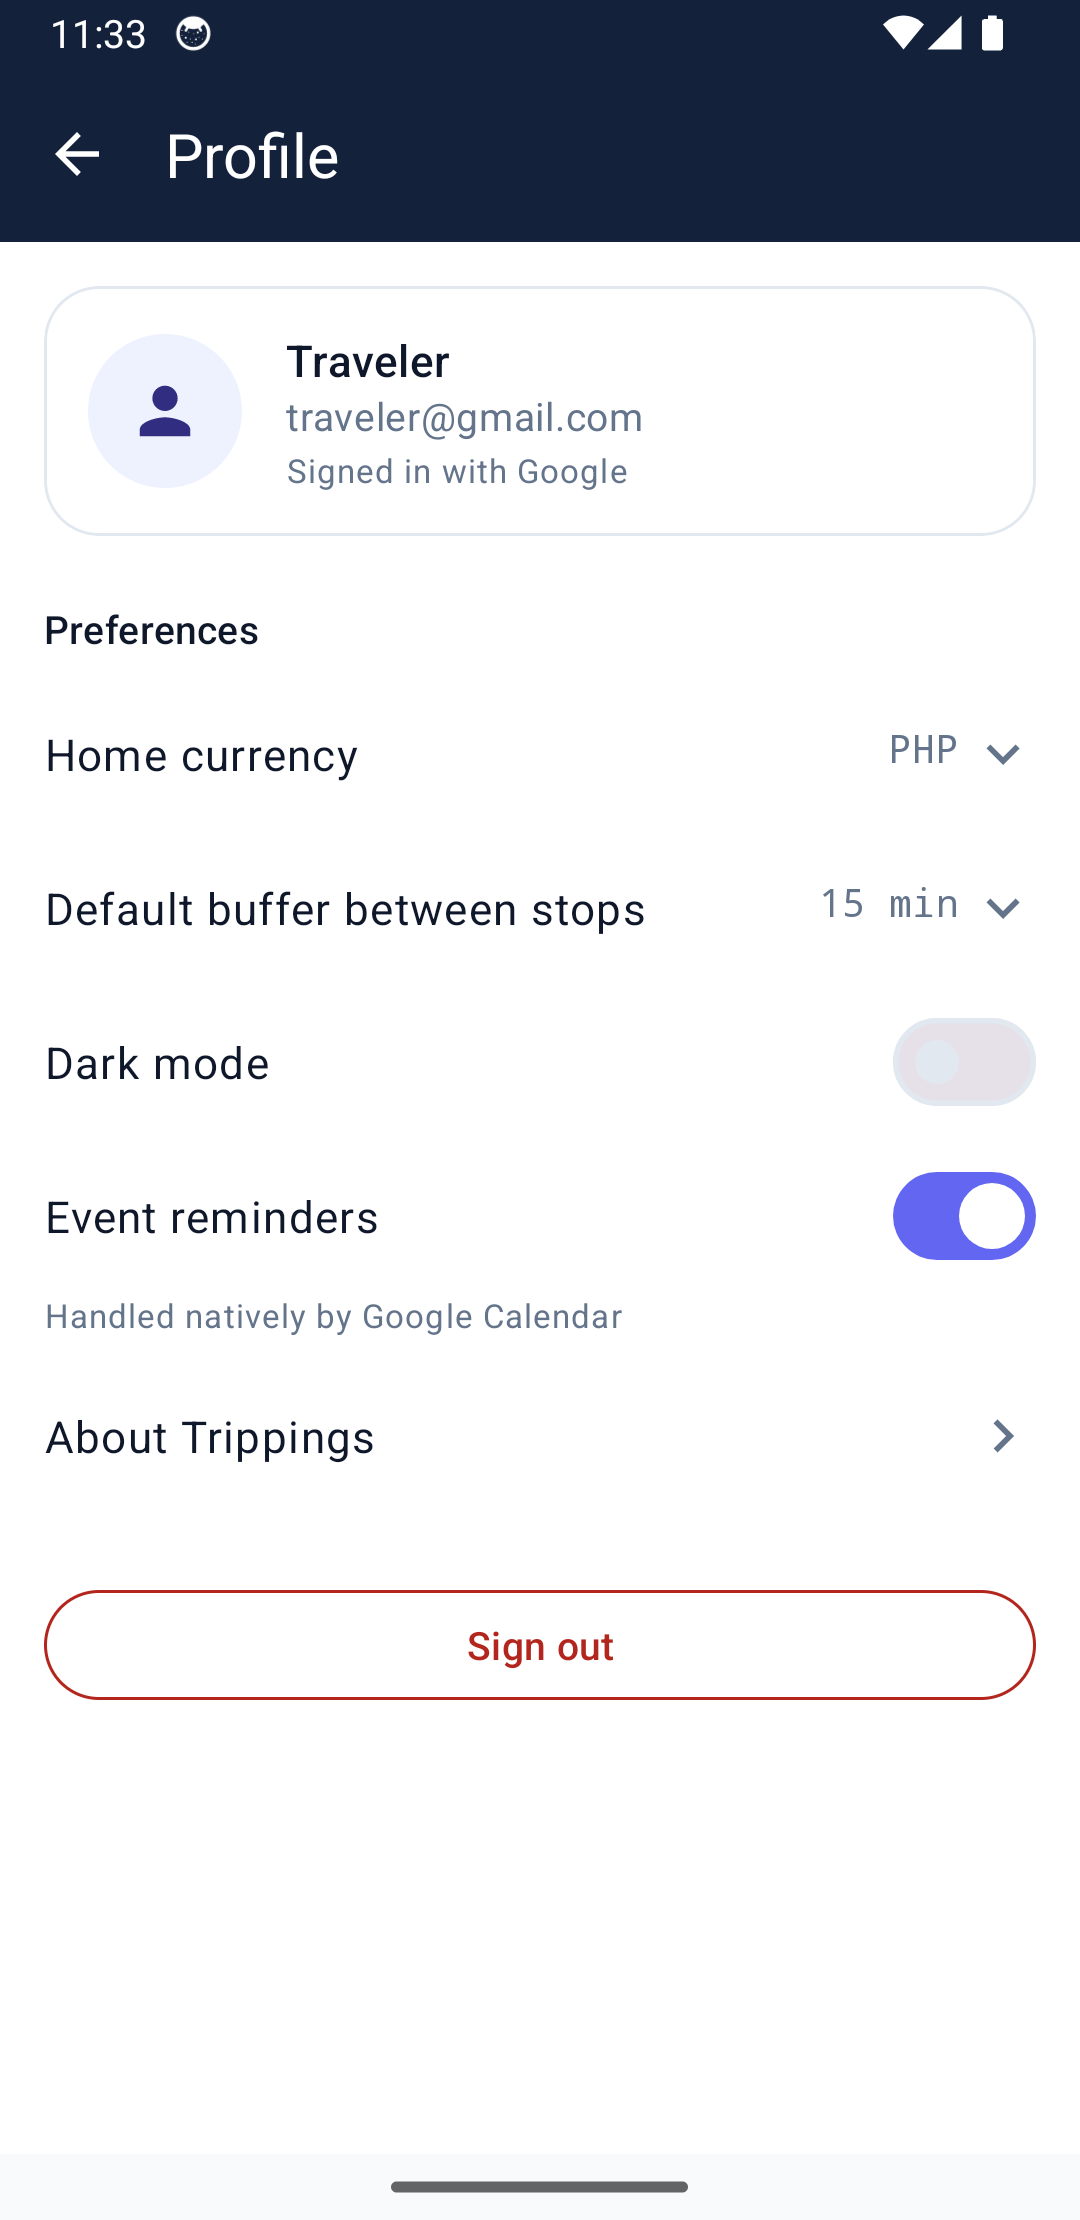 11:33
Profile
Traveler
traveler@gmail.com
Signed in with Google
Preferences
Home currency PHP
Default buffer between stops 15 min
Dark mode
Event reminders
Handled natively by Google Calendar
About Trippings
Sign out